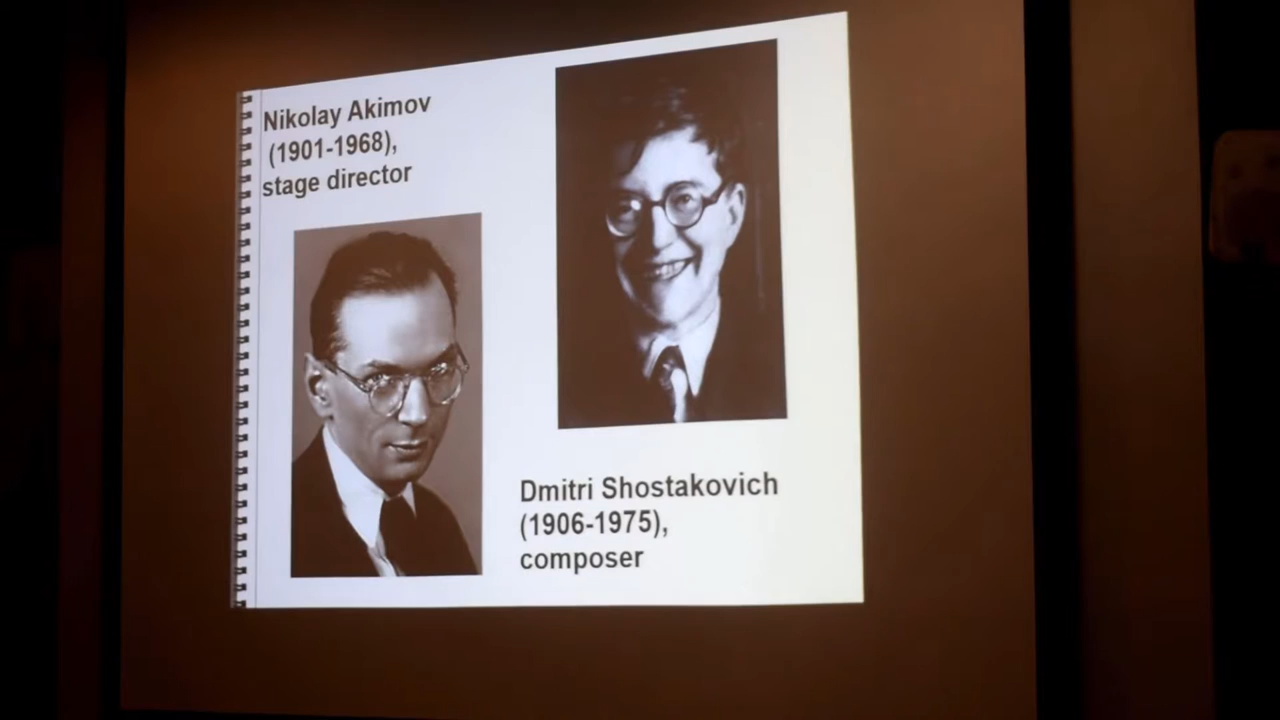 Nikolay Akimov
(1901-1968),
stage director
Dmitri Shostakovich
(1906-1975),
composer